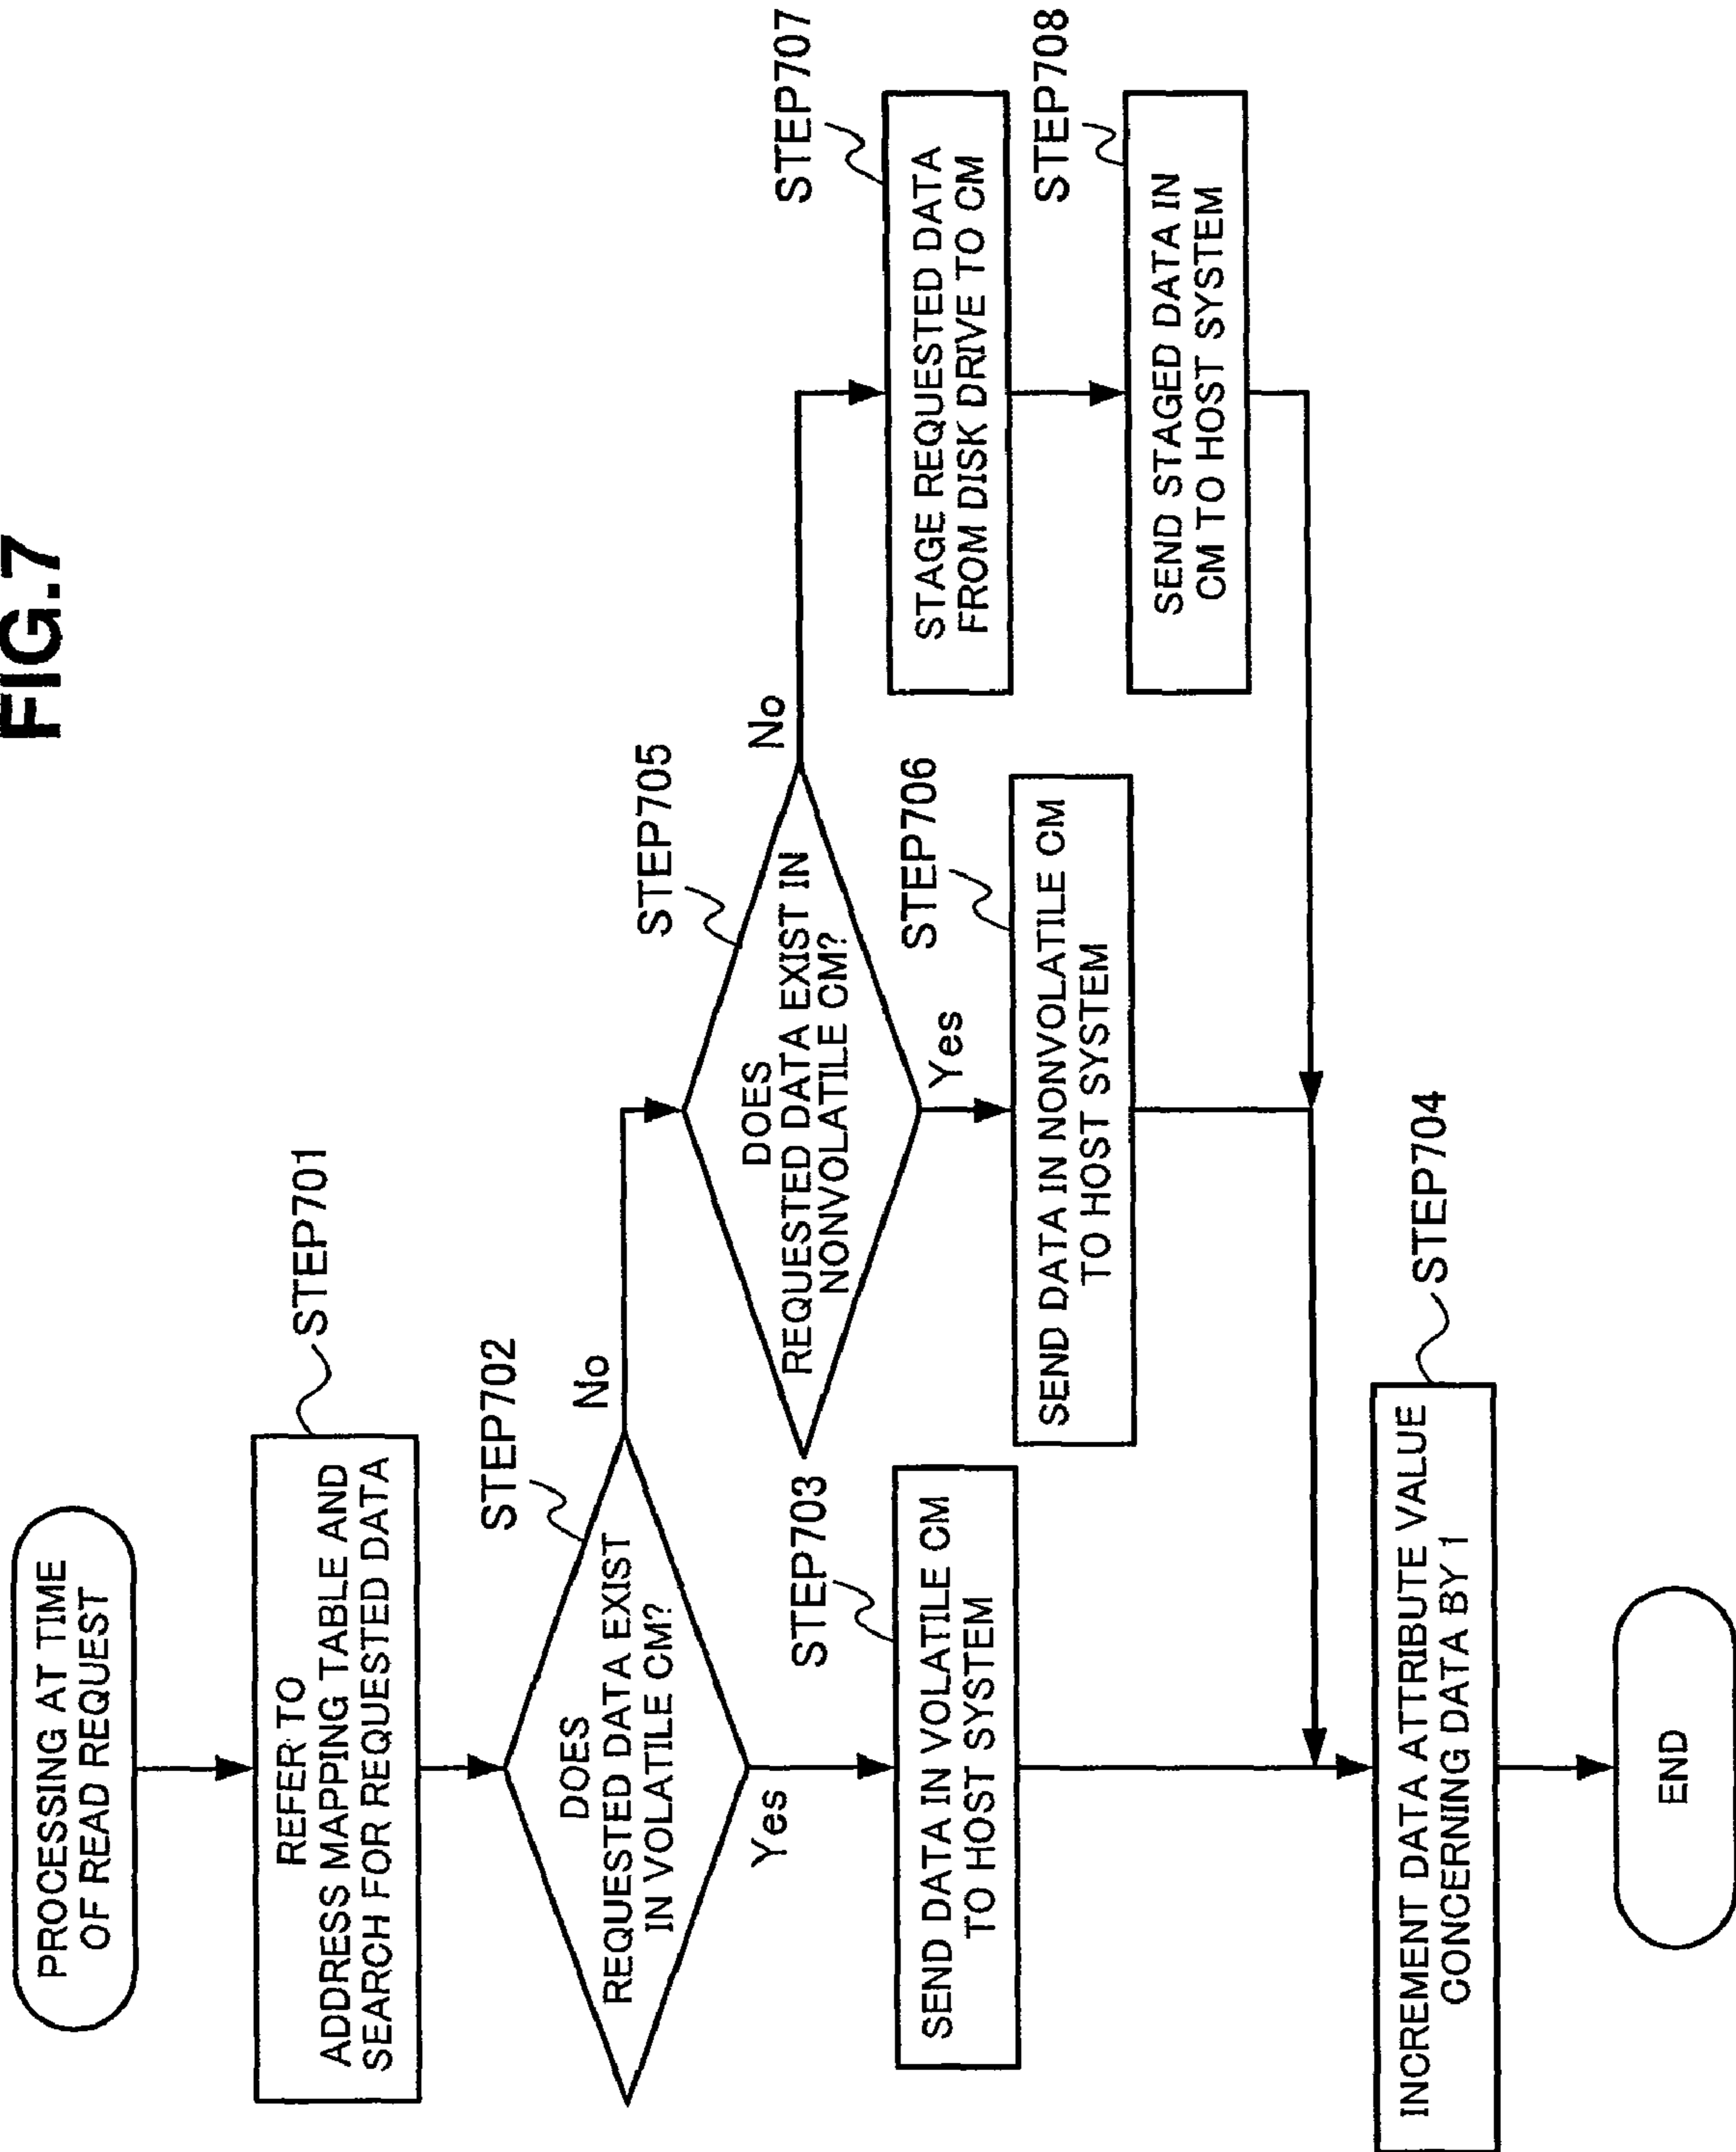 FIG.7
PROCESSING AT TIME
OF READ REQUEST
REFER TO
ADDRESS MAPPING TABLE AND
SEARCH FOR REQUESTED DATA
STEP701
DOES
REQUESTED DATA EXIST
IN VOLATILE CM?
STEP702
No
Yes
SEND DATA IN VOLATILE CM
TO HOST SYSTEM
STEP703
DOES
REQUESTED DATA EXIST IN
NONVOLATILE CM?
STEP705
No
Yes
SEND DATA IN NONVOLATILE CM
TO HOST SYSTEM
STEP706
STAGE REQUESTED DATA
FROM DISK DRIVE TO CM
STEP707
SEND STAGED DATA IN
CM TO HOST SYSTEM
STEP708
INCREMENT DATA ATTRIBUTE VALUE
CONCERNING DATA BY 1
STEP704
END